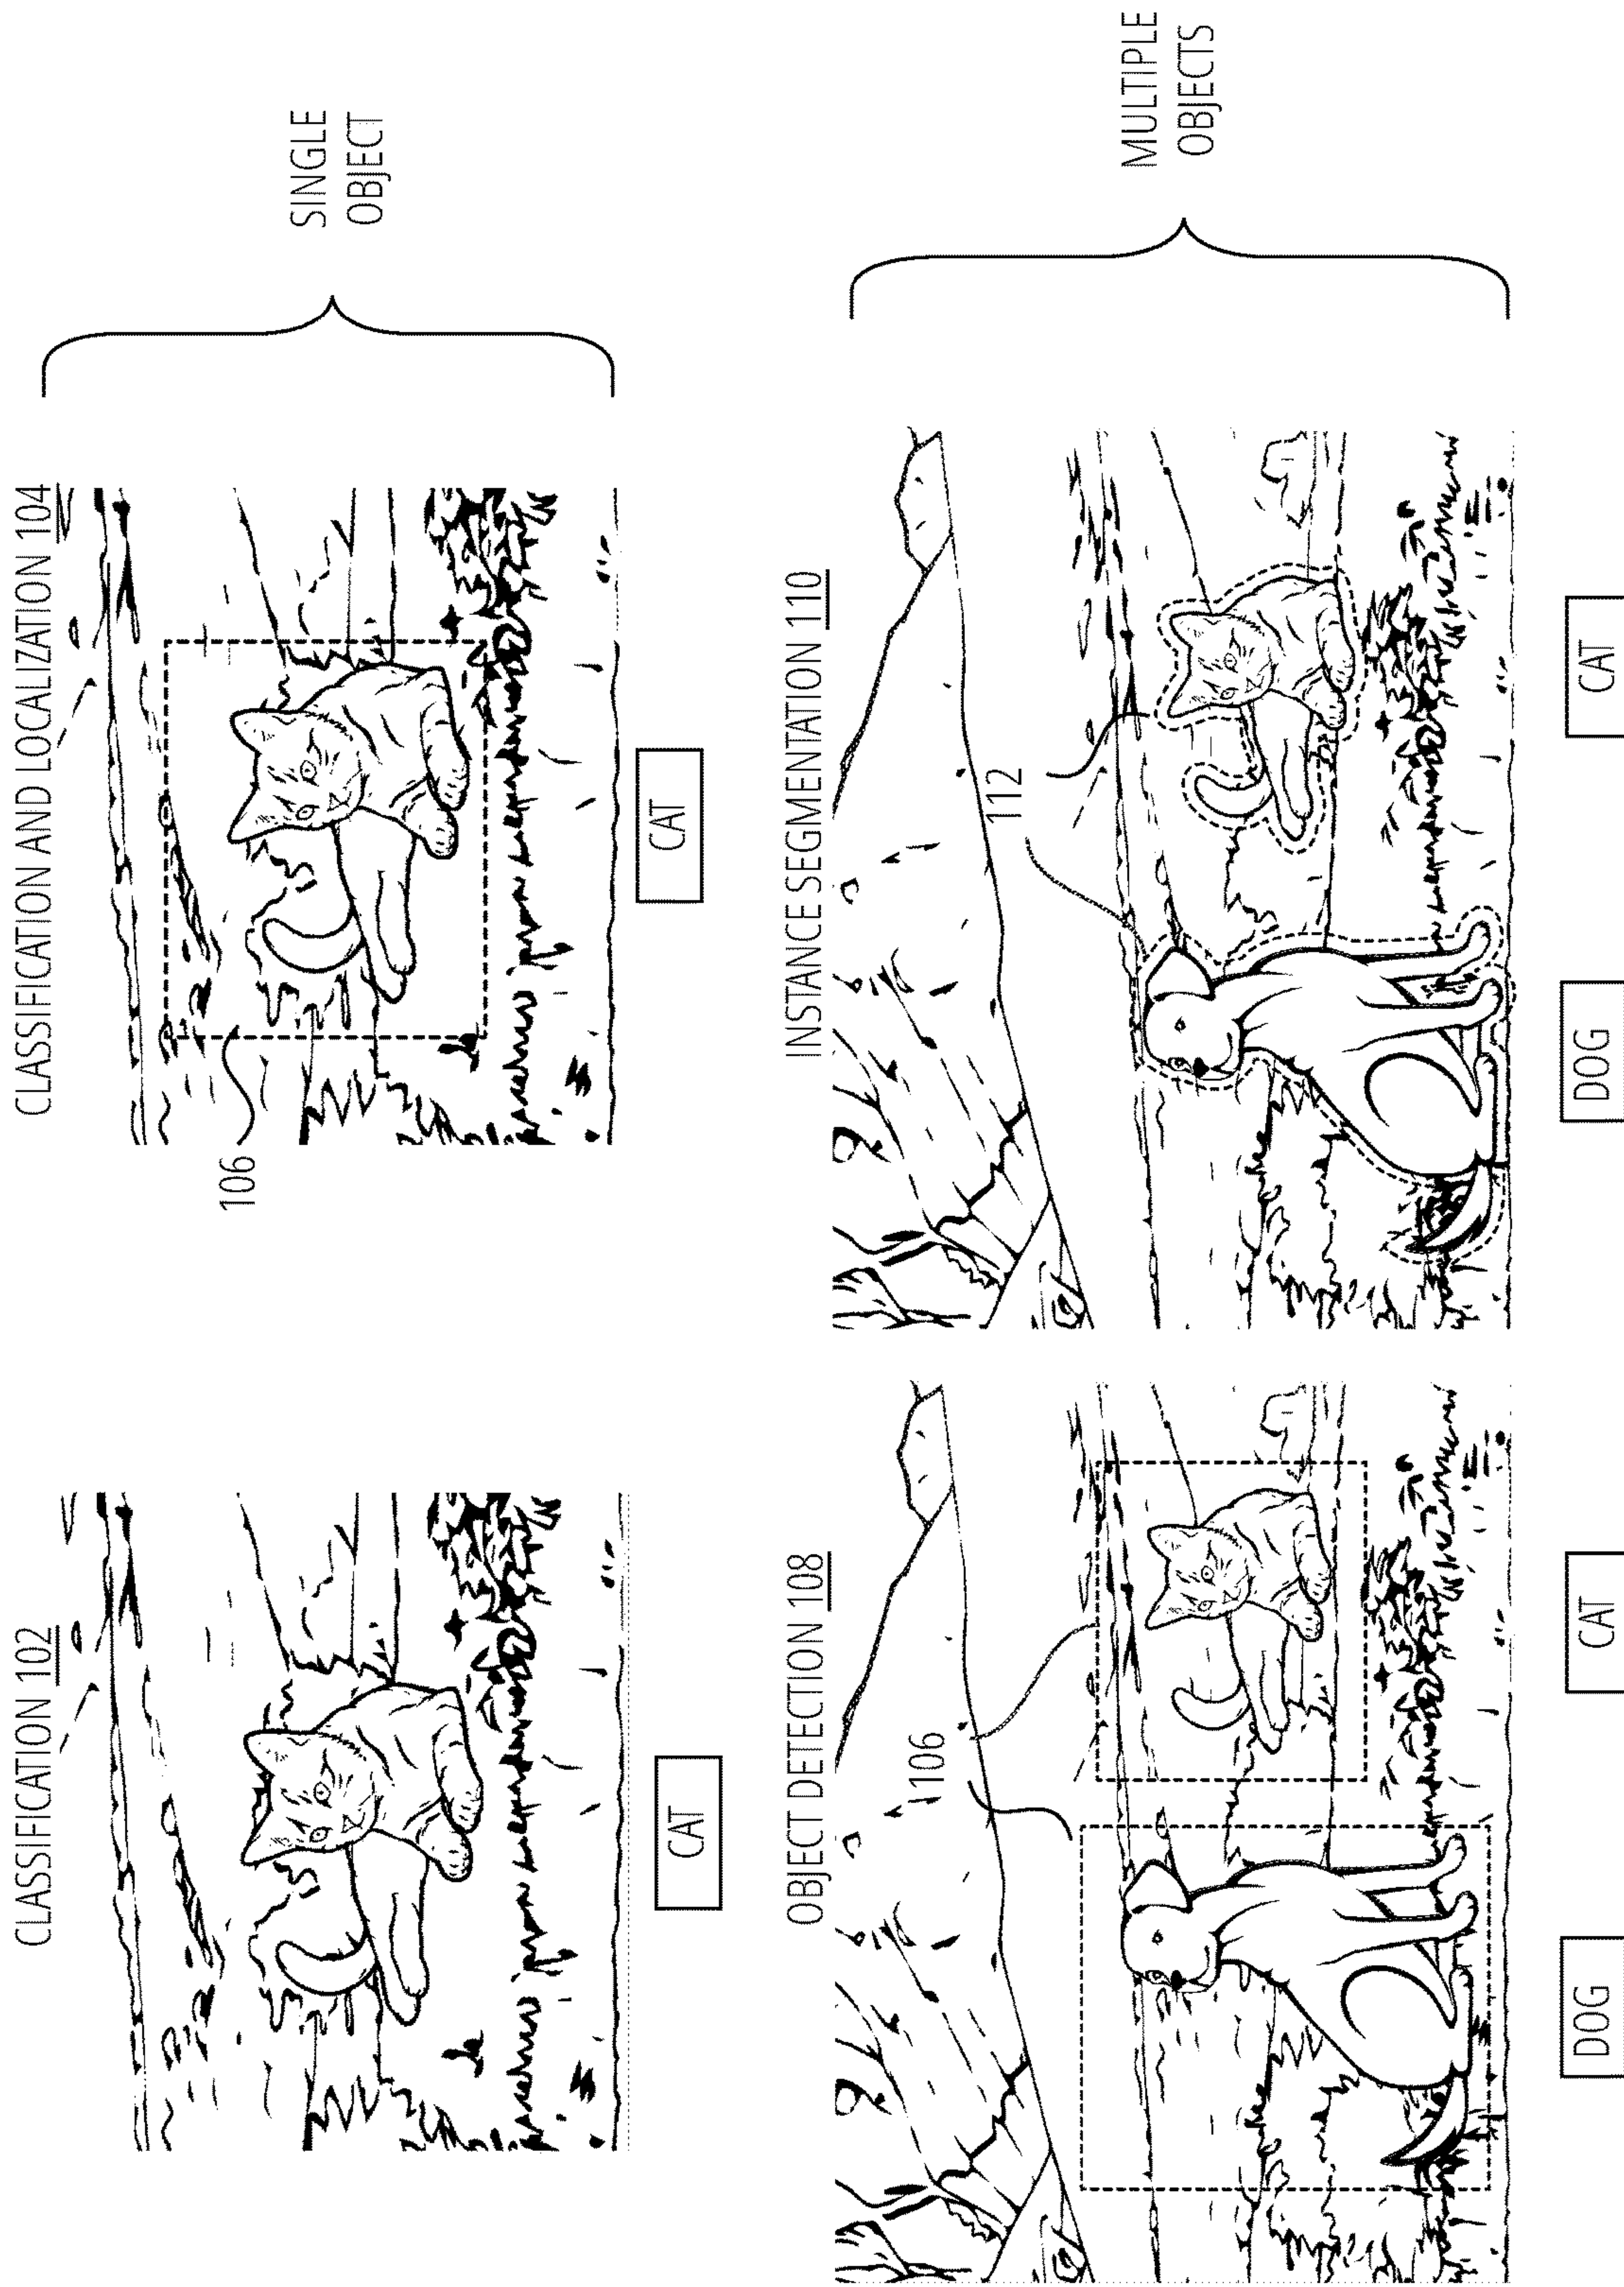 CLASSIFICATION 102
CLASSIFICATION AND LOCALIZATION 104
106
SINGLE
OBJECT
CAT
CAT
OBJECT DETECTION 108
INSTANCE SEGMENTATION 110
106
112
MULTIPLE
OBJECTS
DOG
CAT
DOG
CAT